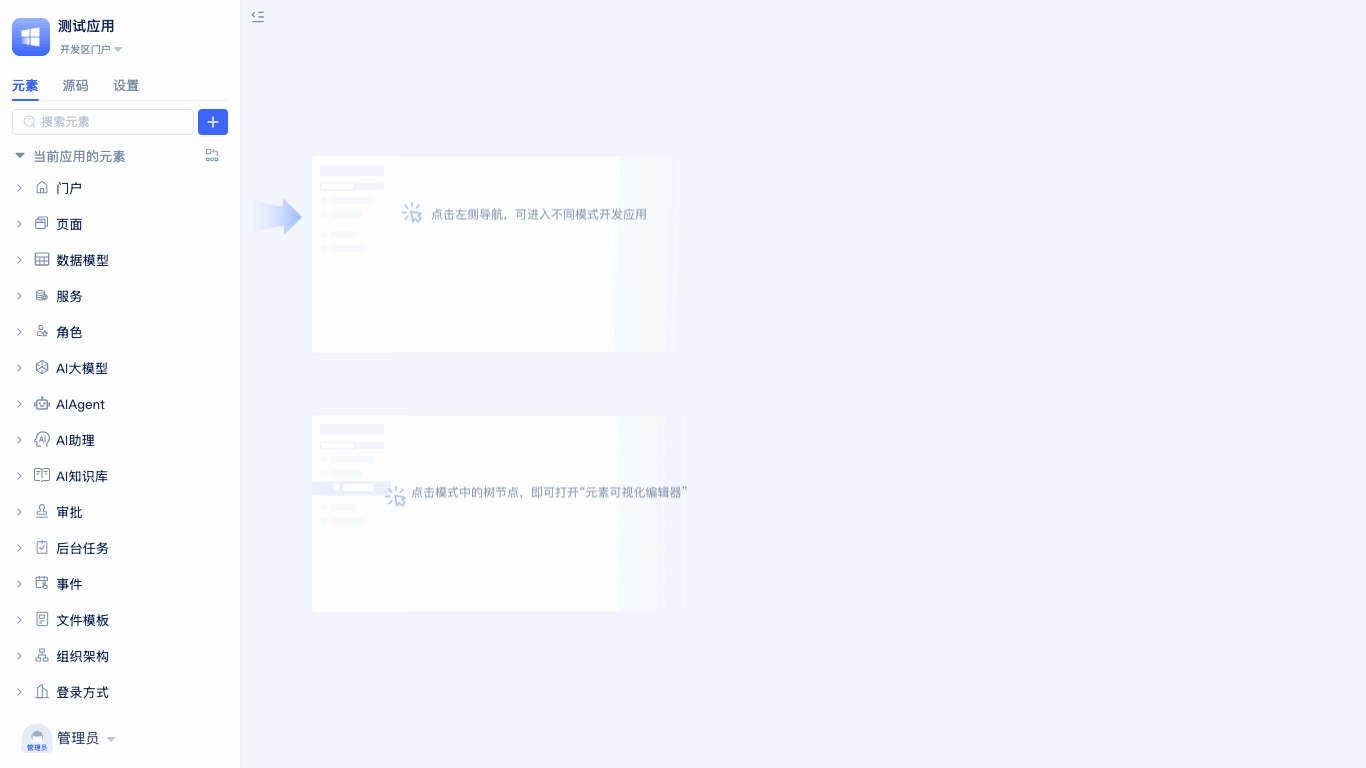 测试应用
开发区门户
元素 源码 设置
搜索元素
当前应用的元素
门户
页面
数据模型
服务
角色
AI大模型
AIAgent
AI助理
AI知识库
审批
后台任务
事件
文件模板
组织架构
登录方式
管理员
管理员
点击左侧导航，可进入不同模式开发应用
点击模式中的树节点，即可打开“元素可视化编辑器”